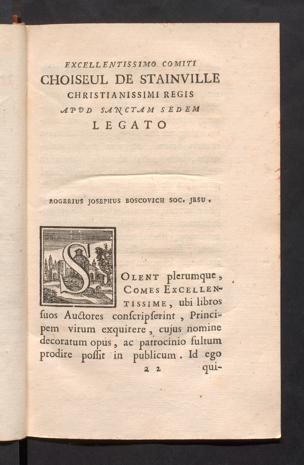 EXCELLENTISSIMO COMITI
CHOISEUL DE STAINVILLE
CHRISTIANISSIMI REGIS
APVD SANCTAM SEDEM
LEGATO
ROGERIUS JOSEPHUS BOSCOVICH SOC. JESU.
SOLENT plerumque,
COMES EXCELLEN-
TISSIME, ubi libros
suos Auctores conſcripſerint, Princi-
pem virum exquirere, cujus nomine
decoratum opus, ac patrocinio fultum
prodire poſſit in publicum. Id ego
a 2 qui-